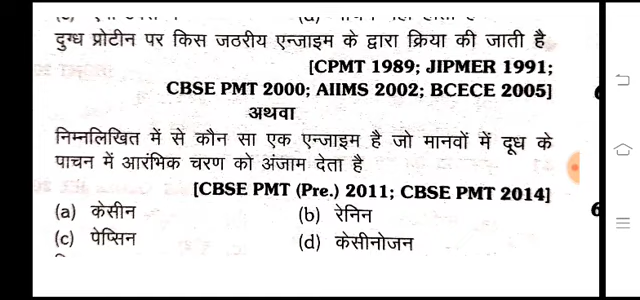 दुग्ध प्रोटीन पर किस जठरीय एन्जाइम के द्वारा क्रिया की जाती है
[CPMT 1989; JIPMER 1991;
CBSE PMT 2000; AIIMS 2002; BCECE 2005]
अथवा
निम्नलिखित में से कौन सा एक एन्जाइम है जो मानवों में दूध के
पाचन में आरंभिक चरण को अंजाम देता है
[CBSE PMT (Pre.) 2011; CBSE PMT 2014]
(a) केसीन (b) रेनिन
(c) पेप्सिन (d) केसीनोजन